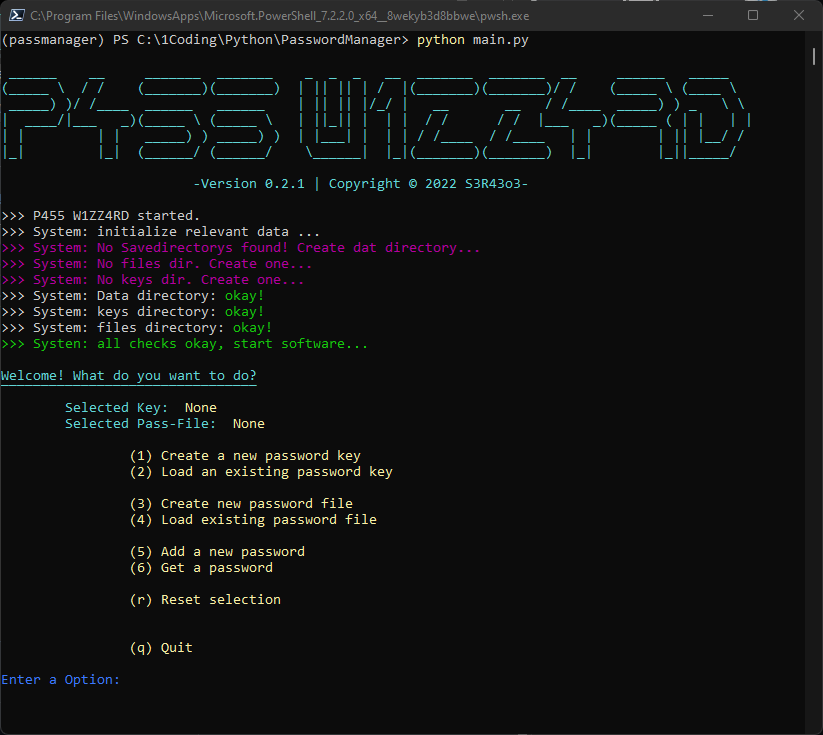 C:\Program Files\WindowsApps\Microsoft.PowerShell_7.2.2.0_x64__8wekyb3d8bbwe\pwsh.exe
(passmanager) PS C:\1Coding\Python\PasswordManager> python main.py
P455 W1ZZ4RD
-Version 0.2.1 | Copyright © 2022 S3R43o3-
>>> P455 W1ZZ4RD started.
>>> System: initialize relevant data ...
>>> System: No Savedirectorys found! Create dat directory...
>>> System: No files dir. Create one...
>>> System: No keys dir. Create one...
>>> System: Data directory: okay!
>>> System: keys directory: okay!
>>> System: files directory: okay!
>>> Systen: all checks okay, start software...
Welcome! What do you want to do?
Selected Key: None
Selected Pass-File: None
(1) Create a new password key
(2) Load an existing password key
(3) Create new password file
(4) Load existing password file
(5) Add a new password
(6) Get a password
(r) Reset selection
(q) Quit
Enter a Option: